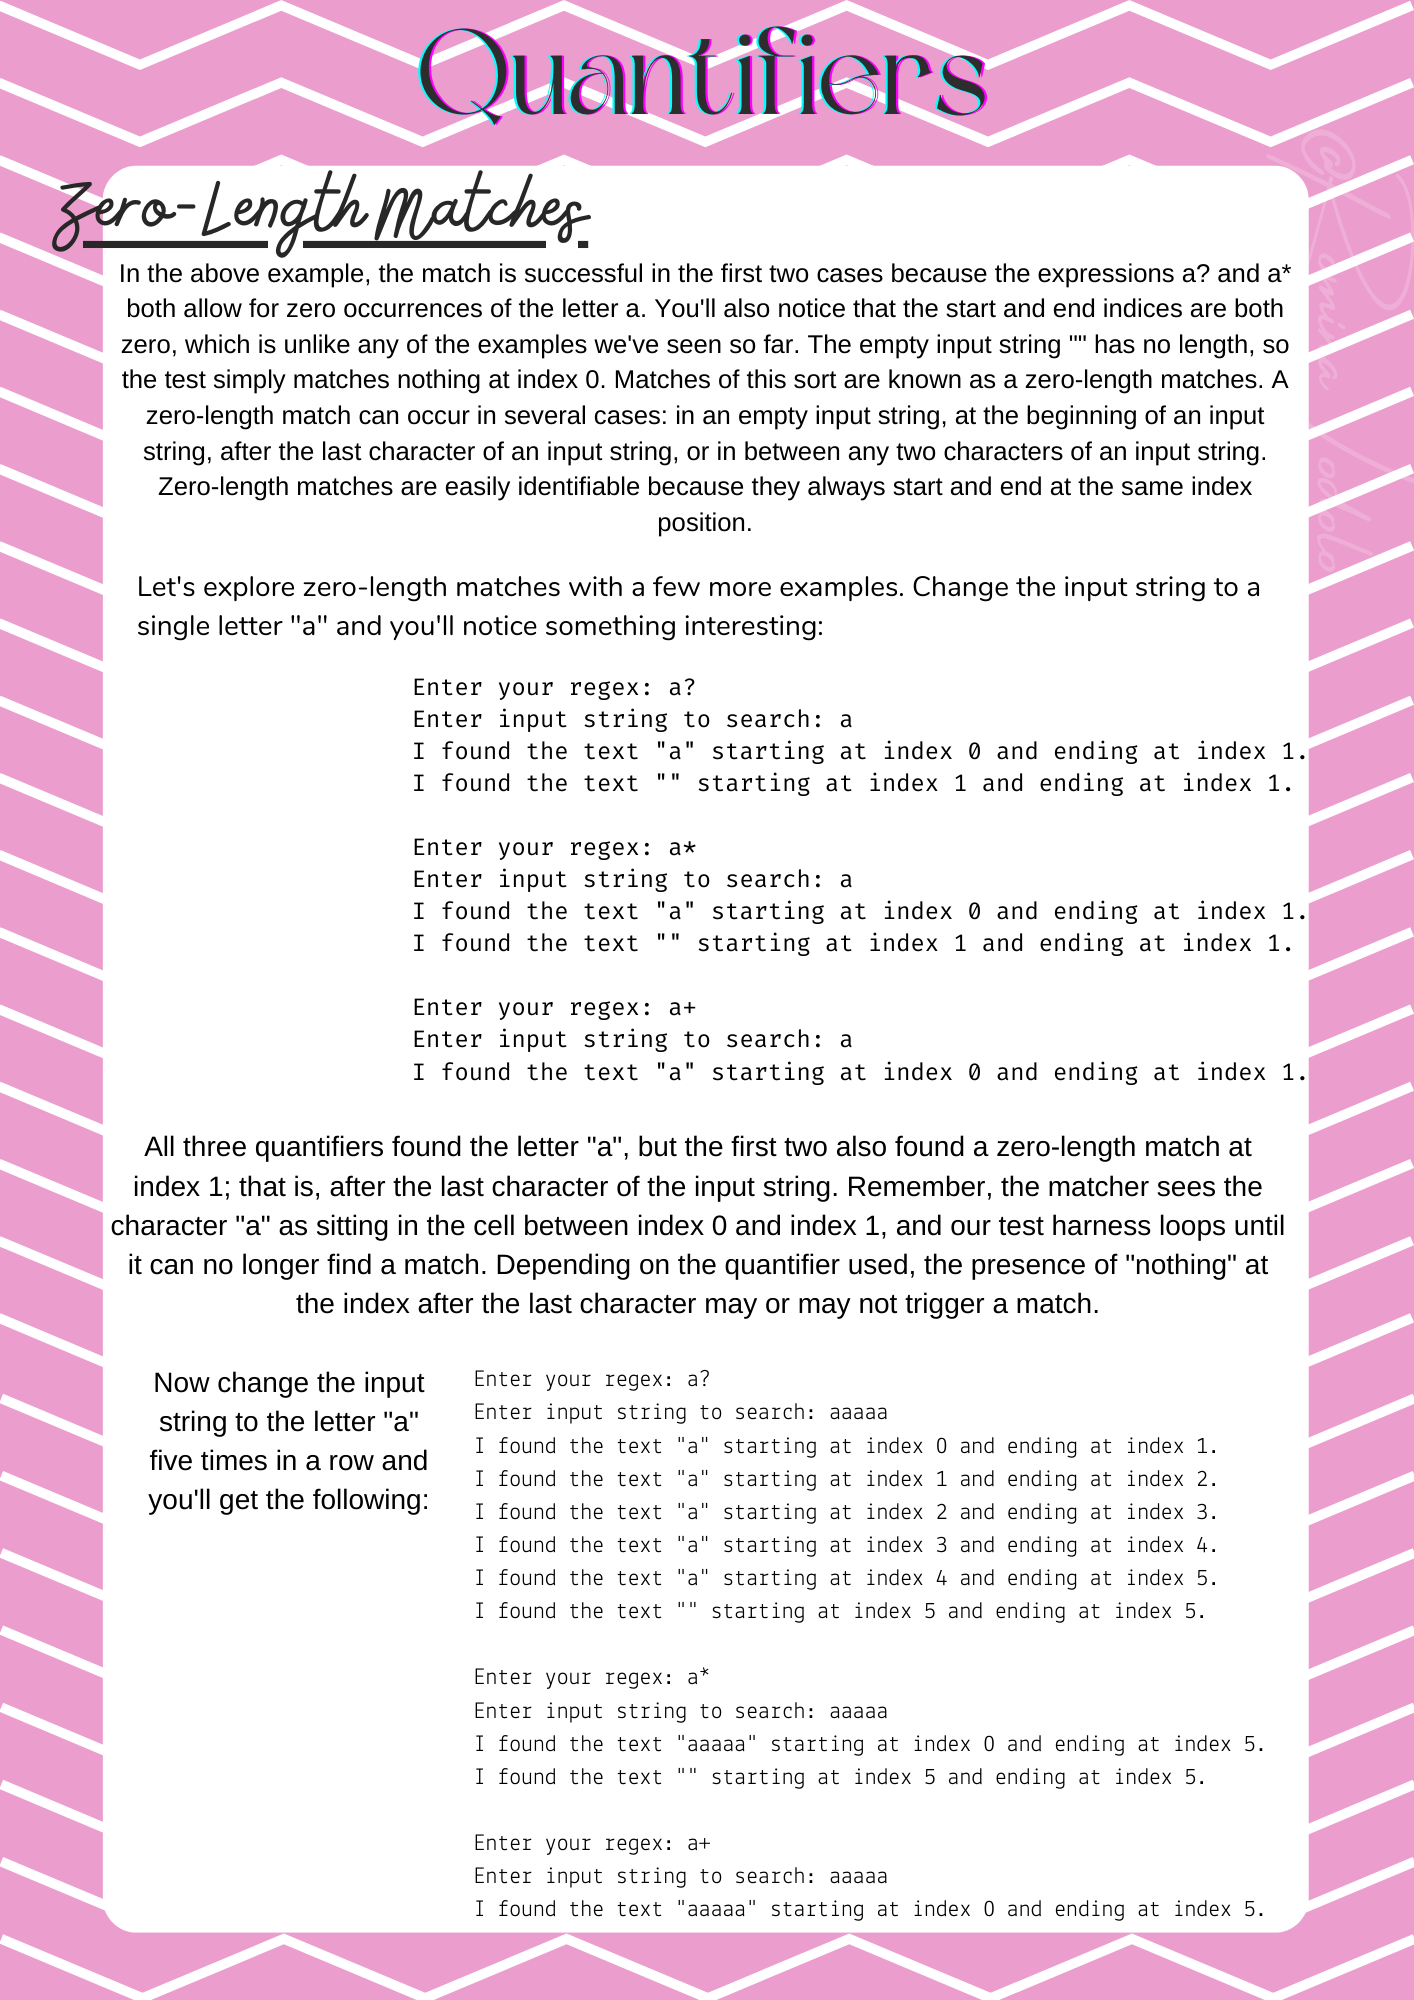 Quantifiers
Zero-Length Matches
In the above example, the match is successful in the first two cases because the expressions a? and a*
both allow for zero occurrences of the letter a. You'll also notice that the start and end indices are both
zero, which is unlike any of the examples we've seen so far. The empty input string "" has no length, so
the test simply matches nothing at index 0. Matches of this sort are known as a zero-length matches. A
zero-length match can occur in several cases: in an empty input string, at the beginning of an input
string, after the last character of an input string, or in between any two characters of an input string.
Zero-length matches are easily identifiable because they always start and end at the same index
position.
Let's explore zero-length matches with a few more examples. Change the input string to a
single letter "a" and you'll notice something interesting:
Enter your regex: a?
Enter input string to search: a
I found the text "a" starting at index 0 and ending at index 1.
I found the text "" starting at index 1 and ending at index 1.
Enter your regex: a*
Enter input string to search: a
I found the text "a" starting at index 0 and ending at index 1.
I found the text "" starting at index 1 and ending at index 1.
Enter your regex: a+
Enter input string to search: a
I found the text "a" starting at index 0 and ending at index 1.
All three quantifiers found the letter "a", but the first two also found a zero-length match at
index 1; that is, after the last character of the input string. Remember, the matcher sees the
character "a" as sitting in the cell between index 0 and index 1, and our test harness loops until
it can no longer find a match. Depending on the quantifier used, the presence of "nothing" at
the index after the last character may or may not trigger a match.
Now change the input
string to the letter "a"
five times in a row and
you'll get the following:
Enter your regex: a?
Enter input string to search: aaaaa
I found the text "a" starting at index 0 and ending at index 1.
I found the text "a" starting at index 1 and ending at index 2.
I found the text "a" starting at index 2 and ending at index 3.
I found the text "a" starting at index 3 and ending at index 4.
I found the text "a" starting at index 4 and ending at index 5.
I found the text "" starting at index 5 and ending at index 5.
Enter your regex: a*
Enter input string to search: aaaaa
I found the text "aaaaa" starting at index 0 and ending at index 5.
I found the text "" starting at index 5 and ending at index 5.
Enter your regex: a+
Enter input string to search: aaaaa
I found the text "aaaaa" starting at index 0 and ending at index 5.